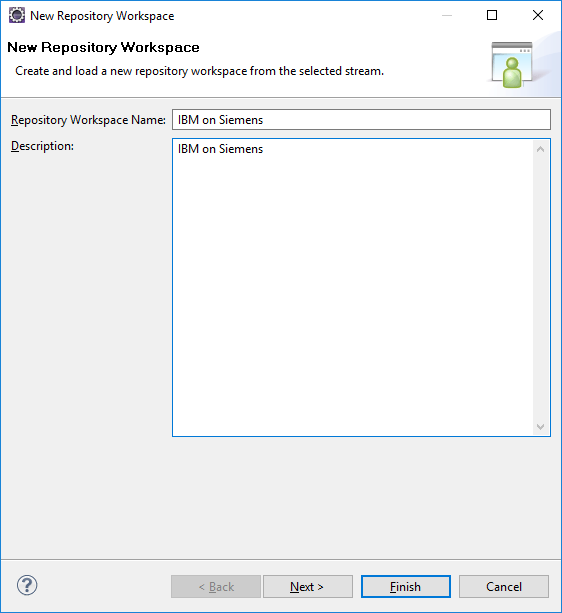 New Repository Workspace
New Repository Workspace
Create and load a new repository workspace from the selected stream.
Repository Workspace Name: IBM on Siemens
Description: IBM on Siemens
?
< Back Next > Finish Cancel